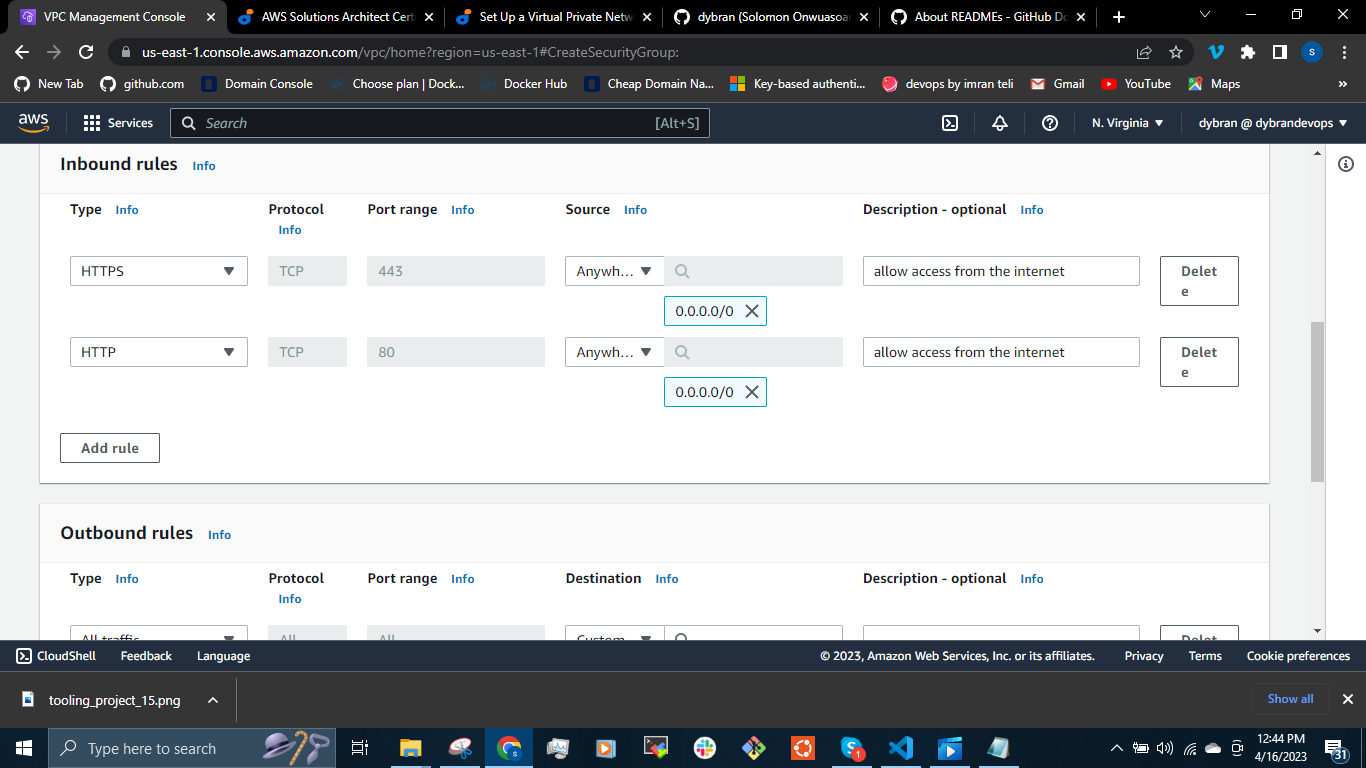 VPC Management Console
AWS Solutions Architect Cert
Set Up a Virtual Private Netw
dybran (Solomon Onwuasoan
About READMEs - GitHub Do
us-east-1.console.aws.amazon.com/vpc/home?region=us-east-1#CreateSecurityGroup:
S
New Tab
github.com
Domain Console
Choose plan | Dock...
Docker Hub
Cheap Domain Na...
Key-based authenti...
devops by imran teli
Gmail
YouTube
Maps
»
aws
Services
Search
[Alt+S]
N. Virginia
dybran @ dybrandevops
Inbound rules Info
Type Info
Protocol
Info
Port range Info
Source Info
Description - optional Info
HTTPS
TCP
443
Anywh...
allow access from the internet
Delet
e
0.0.0.0/0
HTTP
TCP
80
Anywh...
allow access from the internet
Delet
e
0.0.0.0/0
Add rule
Outbound rules Info
Type Info
Protocol
Info
Port range Info
Destination Info
Description - optional Info
All traffic
All
All
Custom
Delet
CloudShell
Feedback
Language
© 2023, Amazon Web Services, Inc. or its affiliates.
Privacy
Terms
Cookie preferences
tooling_project_15.png
Show all
Type here to search
1
12:44 PM
4/16/2023
31